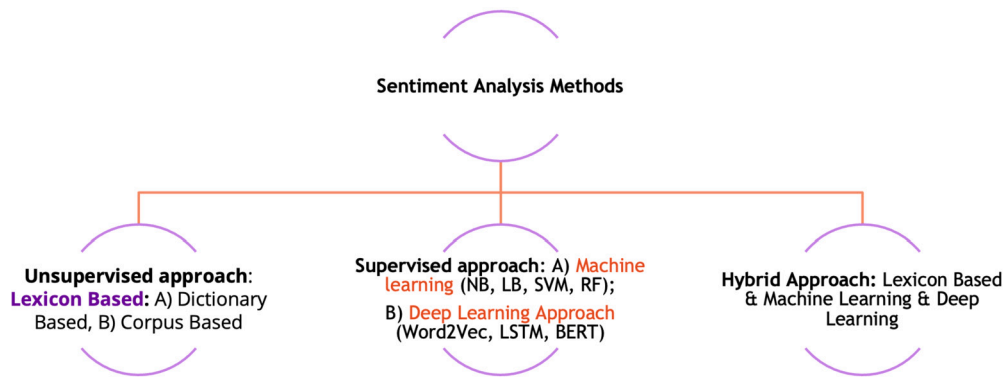 Sentiment Analysis Methods
Unsupervised approach:
Lexicon Based: A) Dictionary
Based, B) Corpus Based
Supervised approach: A) Machine
learning (NB, LB, SVM, RF);
B) Deep Learning Approach
(Word2Vec, LSTM, BERT)
Hybrid Approach: Lexicon Based
& Machine Learning & Deep
Learning